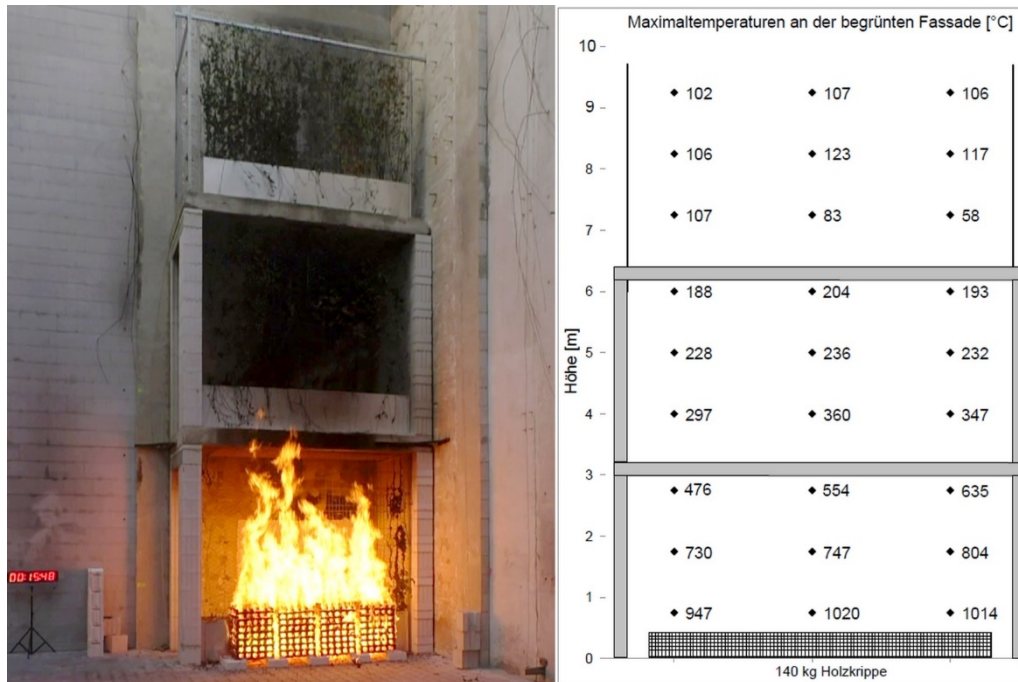 00:15:48
Maximaltemperaturen an der begrünten Fassade [°C]
10
9
102 107 106
8
106 123 117
7
107 83 58
6
188 204 193
5
228 236 232
4
297 360 347
3
476 554 635
2
730 747 804
1
947 1020 1014
0
Höhe [m]
140 kg Holzkrippe